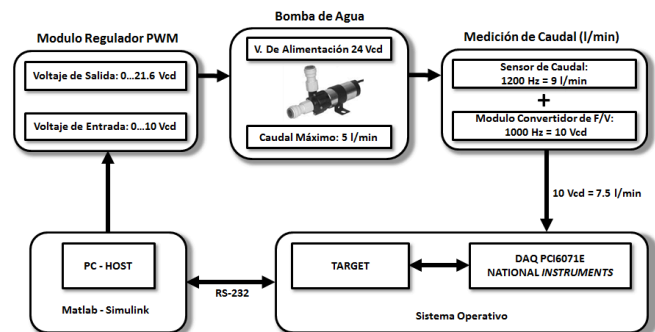 Modulo Regulador PWM
Voltaje de Salida: 0...21.6 Vcd
Voltaje de Entrada: 0...10 Vcd
Bomba de Agua
V. De Alimentación 24 Vcd
Caudal Máximo: 5 l/min
Medición de Caudal (l/min)
Sensor de Caudal:
1200 Hz = 9 l/min
+
Modulo Convertidor de F/V:
1000 Hz = 10 Vcd
10 Vcd = 7.5 l/min
PC - HOST
Matlab - Simulink
RS-232
TARGET
DAQ PCI6071E
NATIONAL INSTRUMENTS
Sistema Operativo